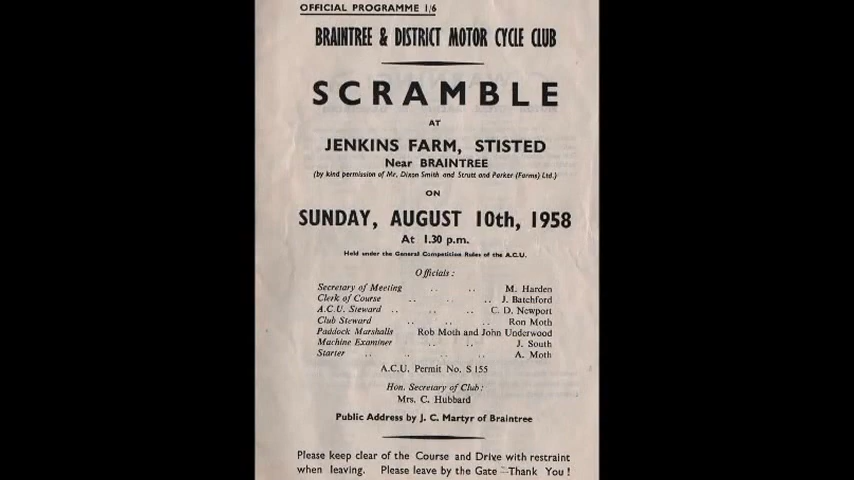 OFFICIAL PROGRAMME 1/6
BRAINTREE & DISTRICT MOTOR CYCLE CLUB
SCRAMBLE
AT
JENKINS FARM, STISTED
Near BRAINTREE
(by kind permission of Mr. Dixon Smith and Strutt and Parker (Farms) Ltd.)
ON
SUNDAY, AUGUST 10th, 1958
At 1.30 p.m.
Held under the General Competition Rules of the A.C.U.
Officials :
Secretary of Meeting .. .. M. Harden
Clerk of Course .. .. .. J. Batchford
A.C.U. Steward .. .. .. C. D. Newport
Club Steward .. .. .. Ron Moth
Paddock Marshalls Rob Moth and John Underwood
Machine Examiner .. .. J. South
Starter .. .. .. .. A. Moth
A.C.U. Permit No. S 155
Hon. Secretary of Club :
Mrs. C. Hubbard
Public Address by J. C. Martyr of Braintree
Please keep clear of the Course and Drive with restraint
when leaving. Please leave by the Gate — Thank You !